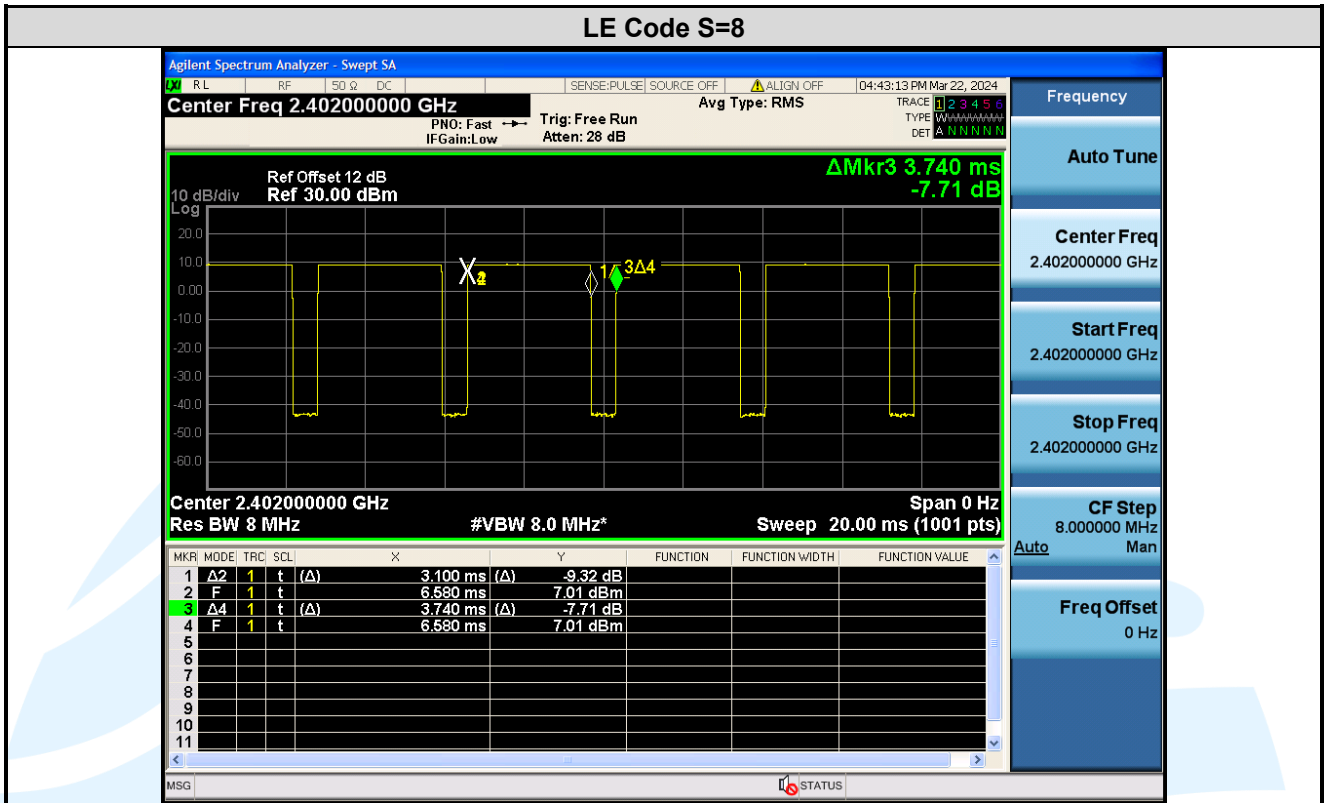 LE Code S=8
Agilent Spectrum Analyzer - Swept SA
LXI RL RF 50 Ω DC SENSE:PULSE SOURCE OFF ALIGN OFF 04:43:13 PM Mar 22, 2024
Center Freq 2.402000000 GHz Avg Type: RMS TRACE 1 2 3 4 5 6
PNO: Fast Trig: Free Run TYPE WWWWWW
IFGain:Low Atten: 28 dB DET A N N N N N
ΔMkr3 3.740 ms
-7.71 dB
Ref Offset 12 dB
10 dB/div Ref 30.00 dBm
Log
20.0
10.0
0.00
-10.0
-20.0
-30.0
-40.0
-50.0
-60.0
3Δ4
Center 2.402000000 GHz Span 0 Hz
Res BW 8 MHz #VBW 8.0 MHz* Sweep 20.00 ms (1001 pts)
MKR MODE TRC SCL X Y FUNCTION FUNCTION WIDTH FUNCTION VALUE
1 Δ2 1 t (Δ) 3.100 ms (Δ) -9.32 dB
2 F 1 t 6.580 ms 7.01 dBm
3 Δ4 1 t (Δ) 3.740 ms (Δ) -7.71 dB
4 F 1 t 6.580 ms 7.01 dBm
5
6
7
8
9
10
11
MSG STATUS
Frequency
Auto Tune
Center Freq
2.402000000 GHz
Start Freq
2.402000000 GHz
Stop Freq
2.402000000 GHz
CF Step
8.000000 MHz
Auto Man
Freq Offset
0 Hz